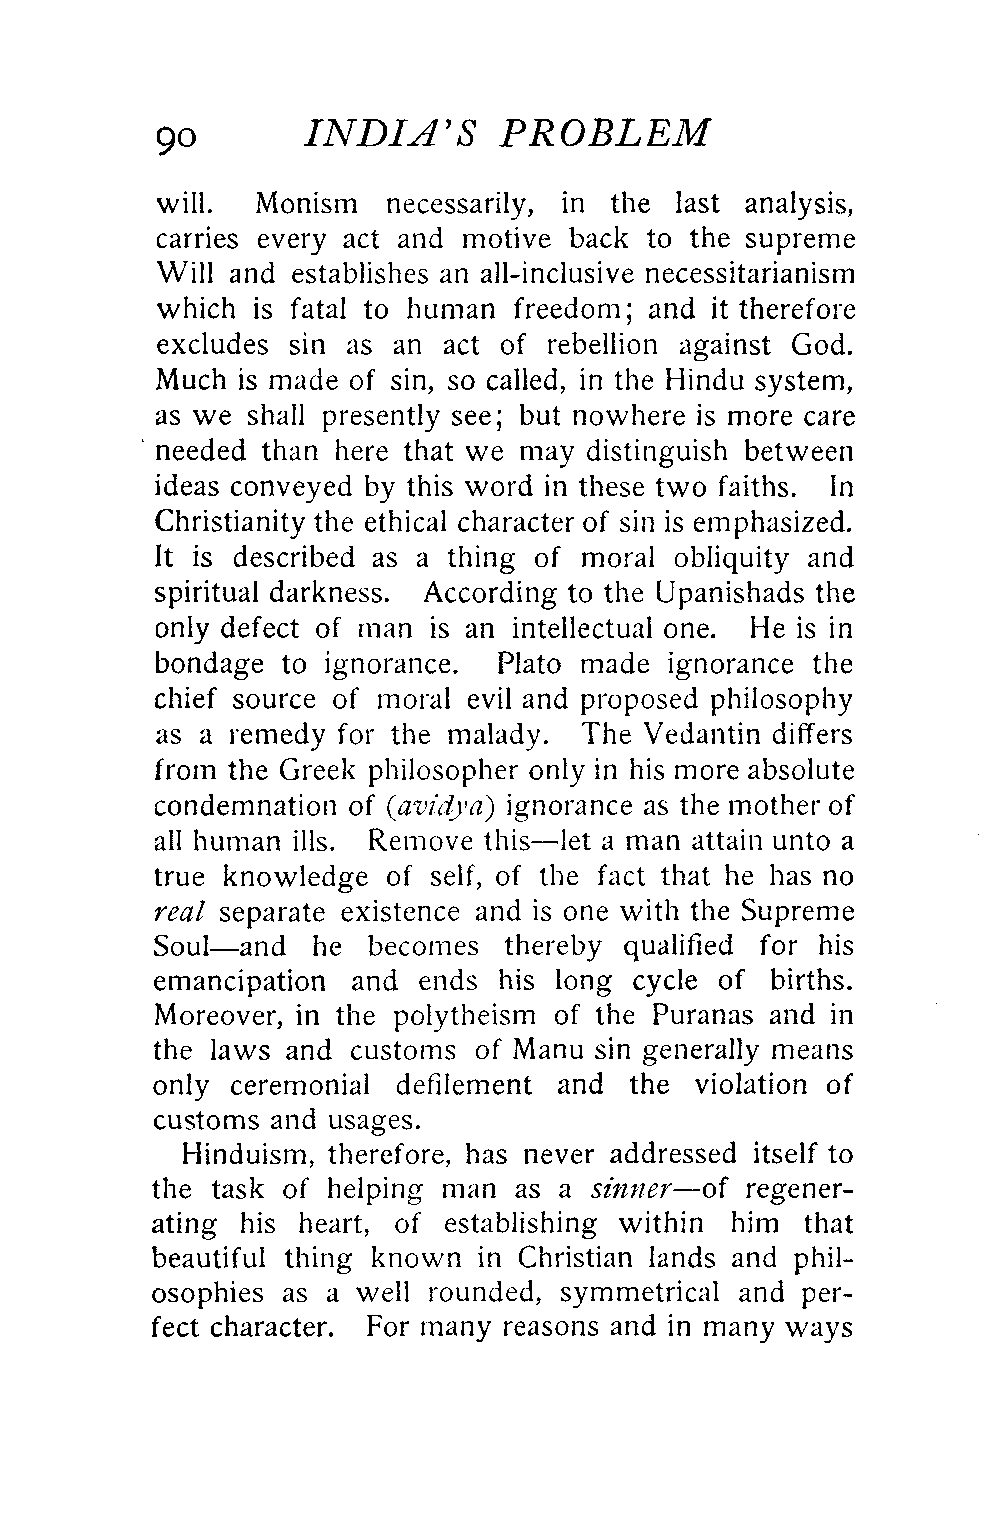 90 INDIA'S PROBLEM
will. Monism necessarily, in the last analysis,
carries every act and motive back to the supreme
Will and establishes an all-inclusive necessitarianism
which is fatal to human freedom; and it therefore
excludes sin as an act of rebellion against God.
Much is made of sin, so called, in the Hindu system,
as we shall presently see; but nowhere is more care
needed than here that we may distinguish between
ideas conveyed by this word in these two faiths. In
Christianity the ethical character of sin is emphasized.
It is described as a thing of moral obliquity and
spiritual darkness. According to the Upanishads the
only defect of man is an intellectual one. He is in
bondage to ignorance. Plato made ignorance the
chief source of moral evil and proposed philosophy
as a remedy for the malady. The Vedantin differs
from the Greek philosopher only in his more absolute
condemnation of (avidya) ignorance as the mother of
all human ills. Remove this—let a man attain unto a
true knowledge of self, of the fact that he has no
real separate existence and is one with the Supreme
Soul—and he becomes thereby qualified for his
emancipation and ends his long cycle of births.
Moreover, in the polytheism of the Puranas and in
the laws and customs of Manu sin generally means
only ceremonial defilement and the violation of
customs and usages.
Hinduism, therefore, has never addressed itself to
the task of helping man as a sinner—of regener-
ating his heart, of establishing within him that
beautiful thing known in Christian lands and phil-
osophies as a well rounded, symmetrical and per-
fect character. For many reasons and in many ways